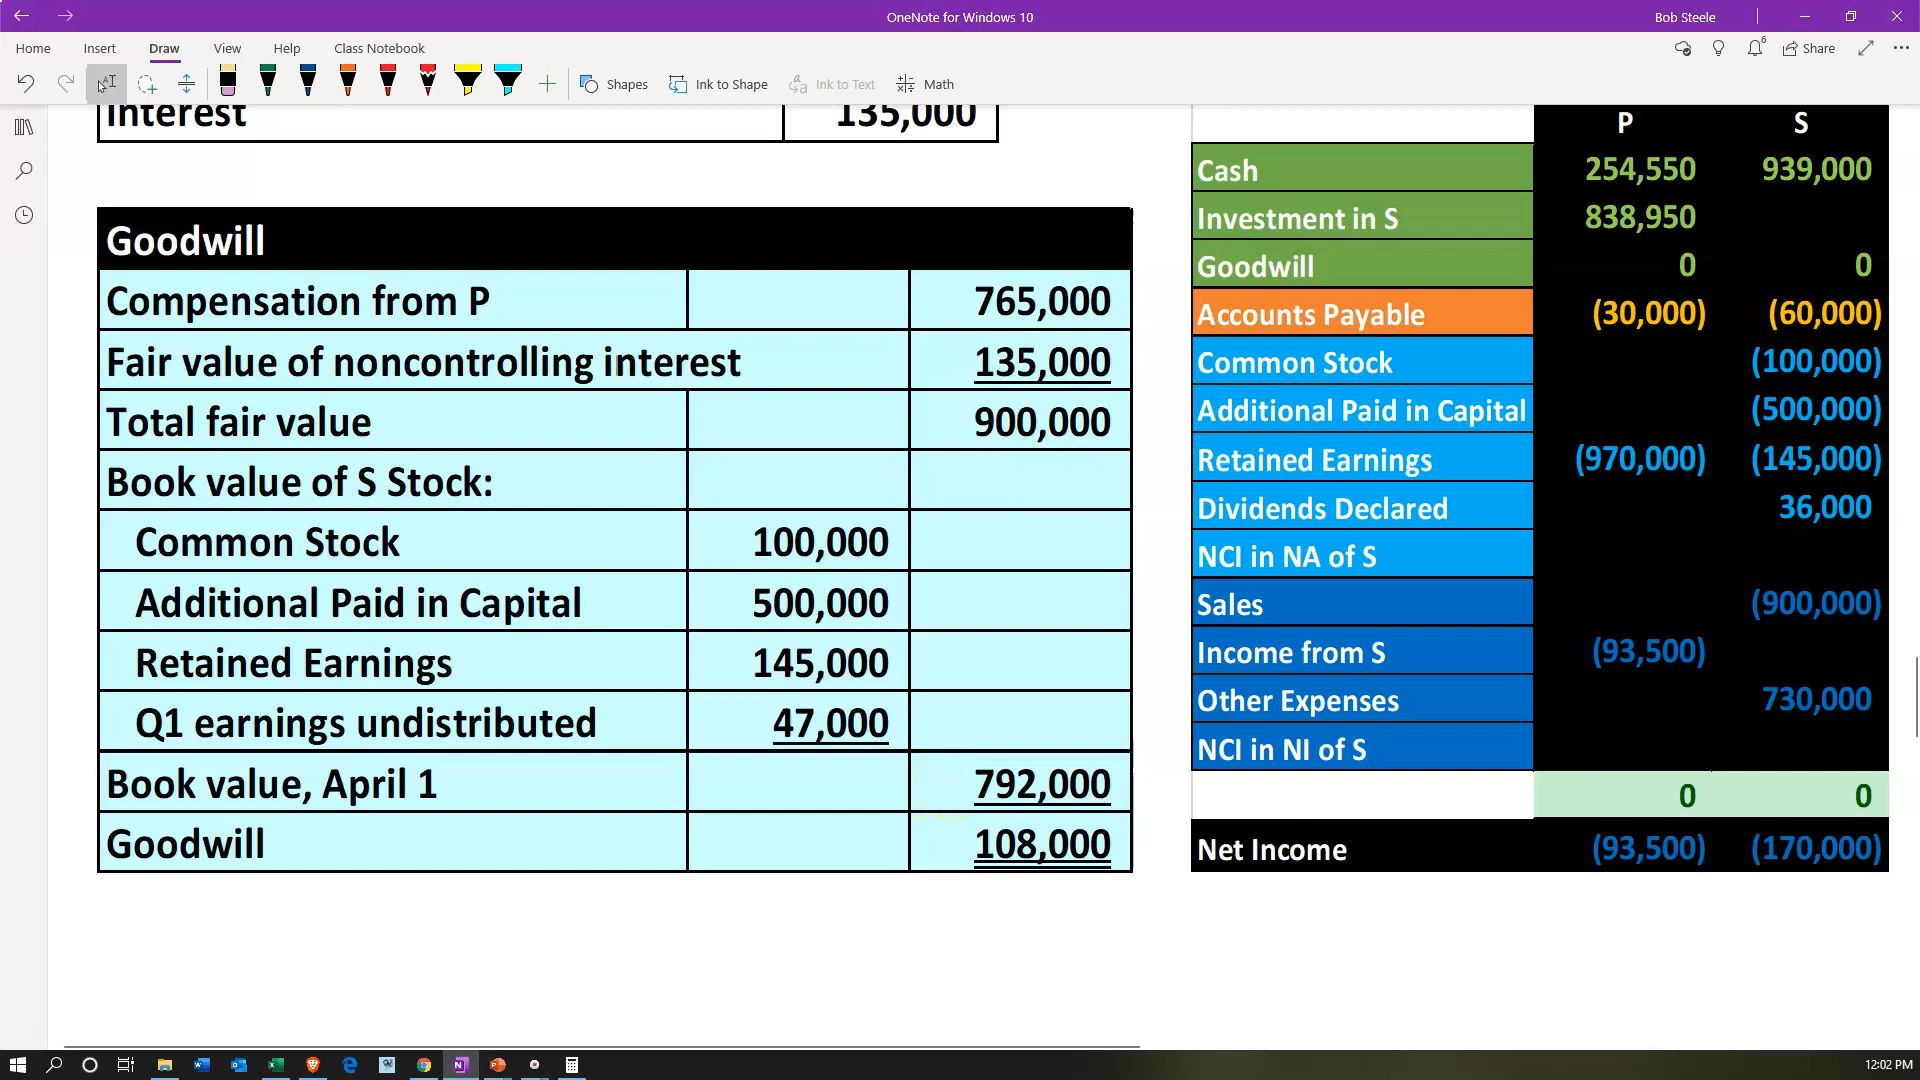 OneNote for Windows 10
Bob Steele
Home Insert Draw View Help Class Notebook
6
Share
Shapes Ink to Shape Ink to Text Math
Interest 135,000
Goodwill
Compensation from P 765,000
Fair value of noncontrolling interest 135,000
Total fair value 900,000
Book value of S Stock:
Common Stock 100,000
Additional Paid in Capital 500,000
Retained Earnings 145,000
Q1 earnings undistributed 47,000
Book value, April 1 792,000
Goodwill 108,000
P S
Cash 254,550 939,000
Investment in S 838,950
Goodwill 0 0
Accounts Payable (30,000) (60,000)
Common Stock (100,000)
Additional Paid in Capital (500,000)
Retained Earnings (970,000) (145,000)
Dividends Declared 36,000
NCI in NA of S
Sales (900,000)
Income from S (93,500)
Other Expenses 730,000
NCI in NI of S
0 0
Net Income (93,500) (170,000)
12:02 PM